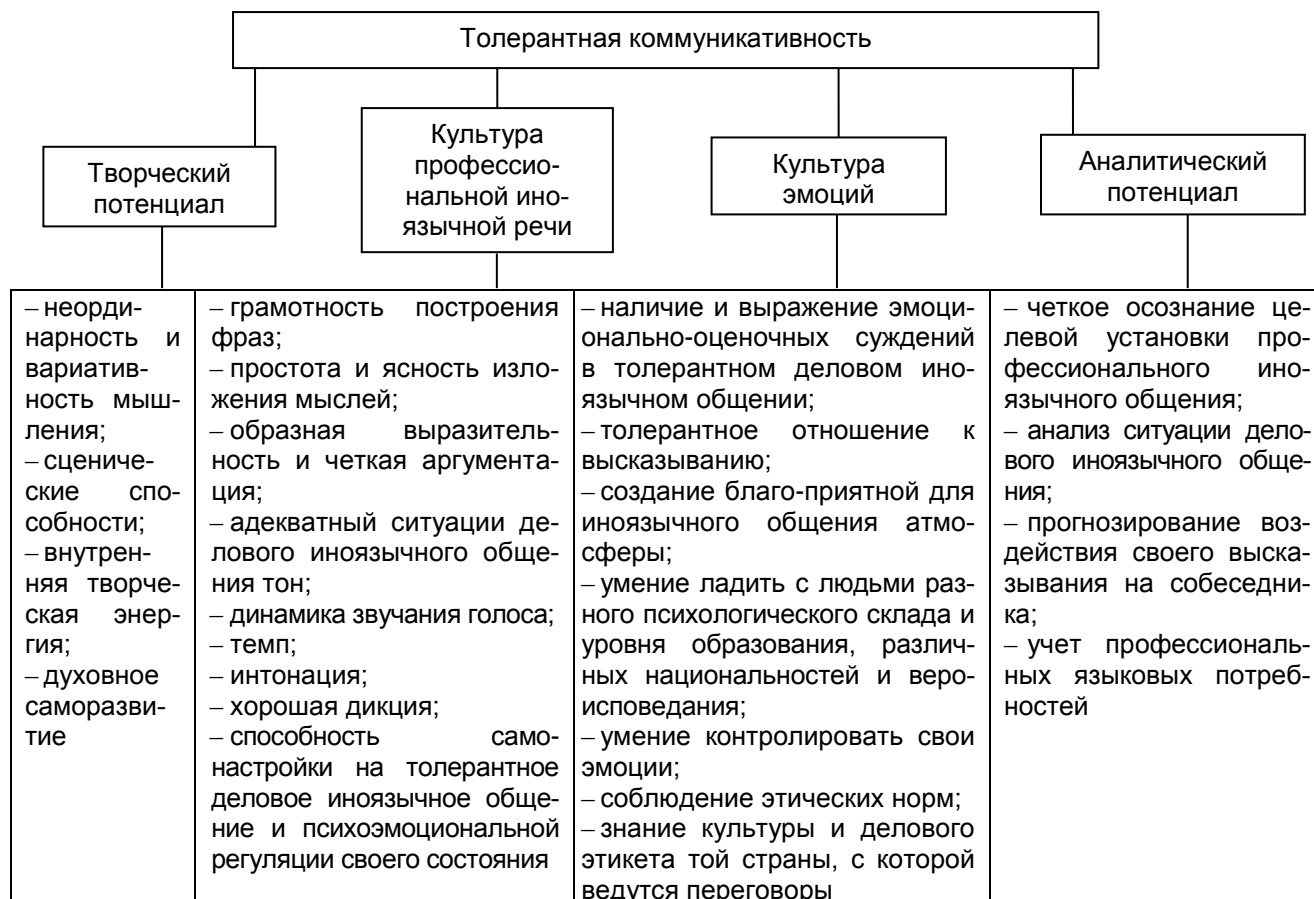 Толерантная коммуникативность
Творческий
потенциал
Культура
профессио-
нальной ино-
язычной речи
Культура
эмоций
Аналитический
потенциал
– неорди-
нарность и
вариатив-
ность мыш-
ления;
– сцениче-
ские спо-
собности;
– внутрен-
няя творче-
ская энер-
гия;
– духовное
саморазви-
тие
– грамотность построения
фраз;
– простота и ясность изло-
жения мыслей;
– образная выразитель-
ность и четкая аргумента-
ция;
– адекватный ситуации де-
лового иноязычного обще-
ния тон;
– динамика звучания голоса;
– темп;
– интонация;
– хорошая дикция;
– способность само-
настройки на толерантное
деловое иноязычное обще-
ние и психоэмоциональной
регуляции своего состояния
– наличие и выражение эмоци-
онально-оценочных суждений
в толерантном деловом ино-
язычном общении;
– толерантное отношение к
высказыванию;
– создание благо-приятной для
иноязычного общения атмо-
сферы;
– умение ладить с людьми раз-
ного психологического склада и
уровня образования, различ-
ных национальностей и веро-
исповедания;
– умение контролировать свои
эмоции;
– соблюдение этических норм;
– знание культуры и делового
этикета той страны, с которой
ведутся переговоры
– четкое осознание це-
левой установки про-
фессионального ино-
язычного общения;
– анализ ситуации дело-
вого иноязычного обще-
ния;
– прогнозирование воз-
действия своего выска-
зывания на собеседни-
ка;
– учет профессиональ-
ных языковых потреб-
ностей